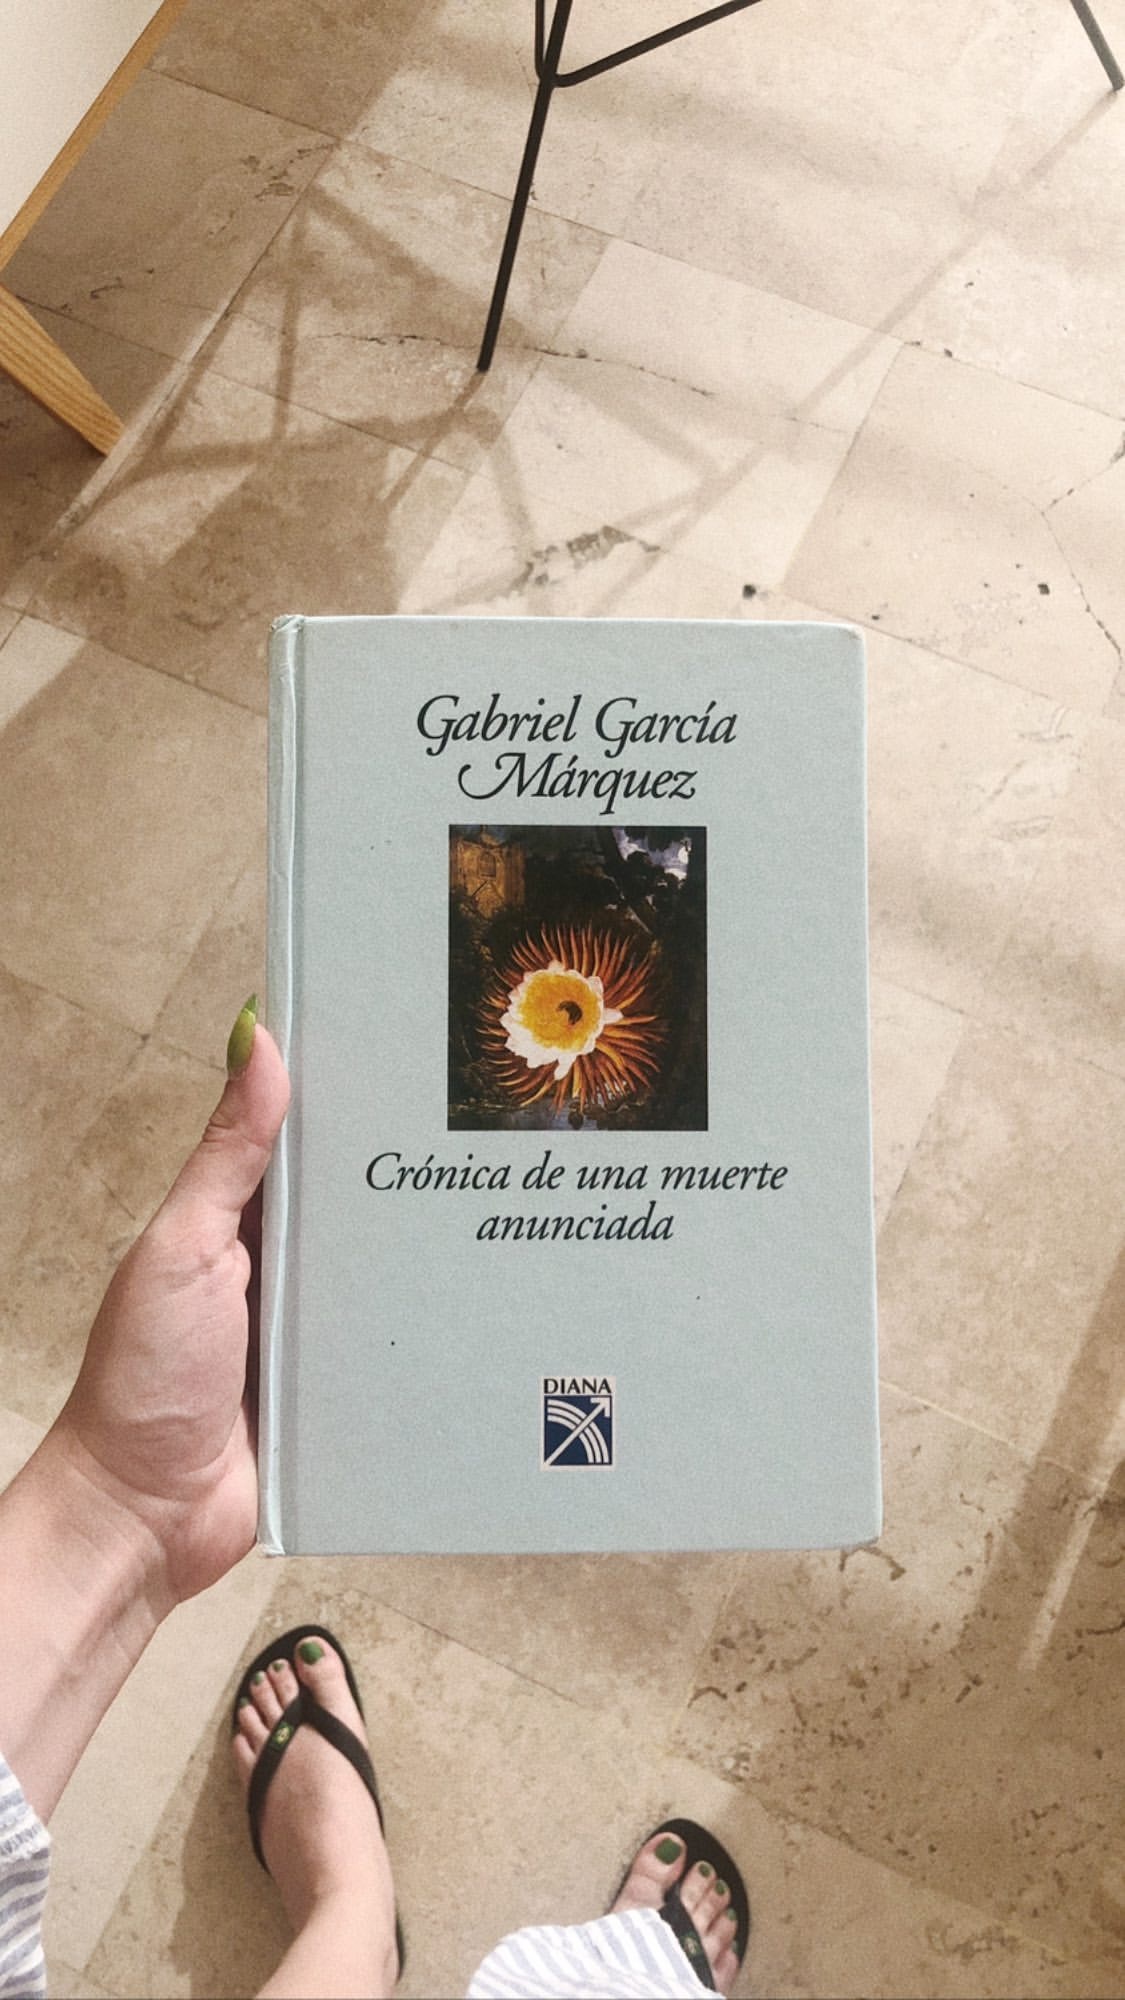 Gabriel García
Márquez
Crónica de una muerte
anunciada
DIANA